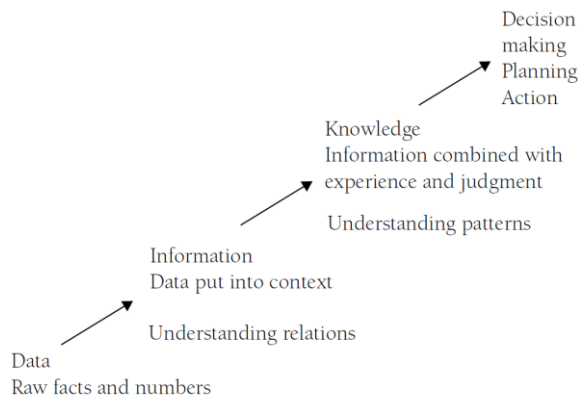 Decision
making
Planning
Action
Knowledge
Information combined with
experience and judgment
Understanding patterns
Information
Data put into context
Understanding relations
Data
Raw facts and numbers